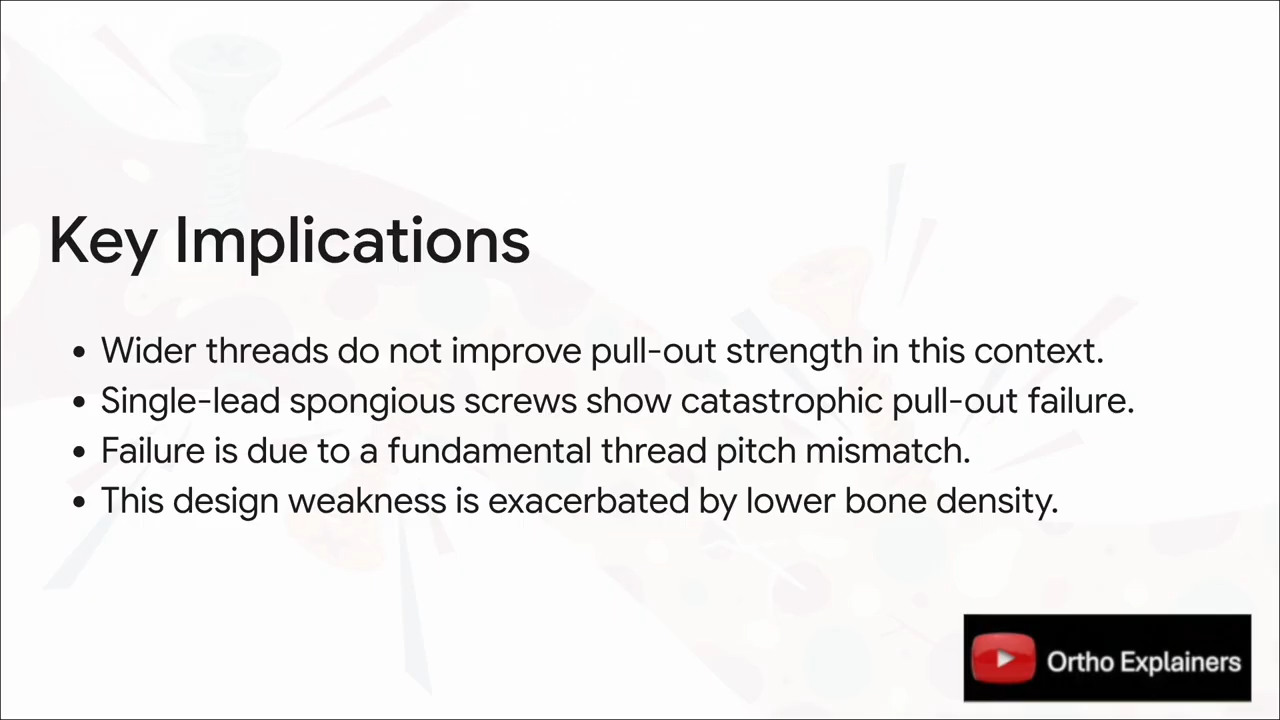 Key Implications
• Wider threads do not improve pull-out strength in this context.
• Single-lead spongious screws show catastrophic pull-out failure.
• Failure is due to a fundamental thread pitch mismatch.
• This design weakness is exacerbated by lower bone density.
Ortho Explainers